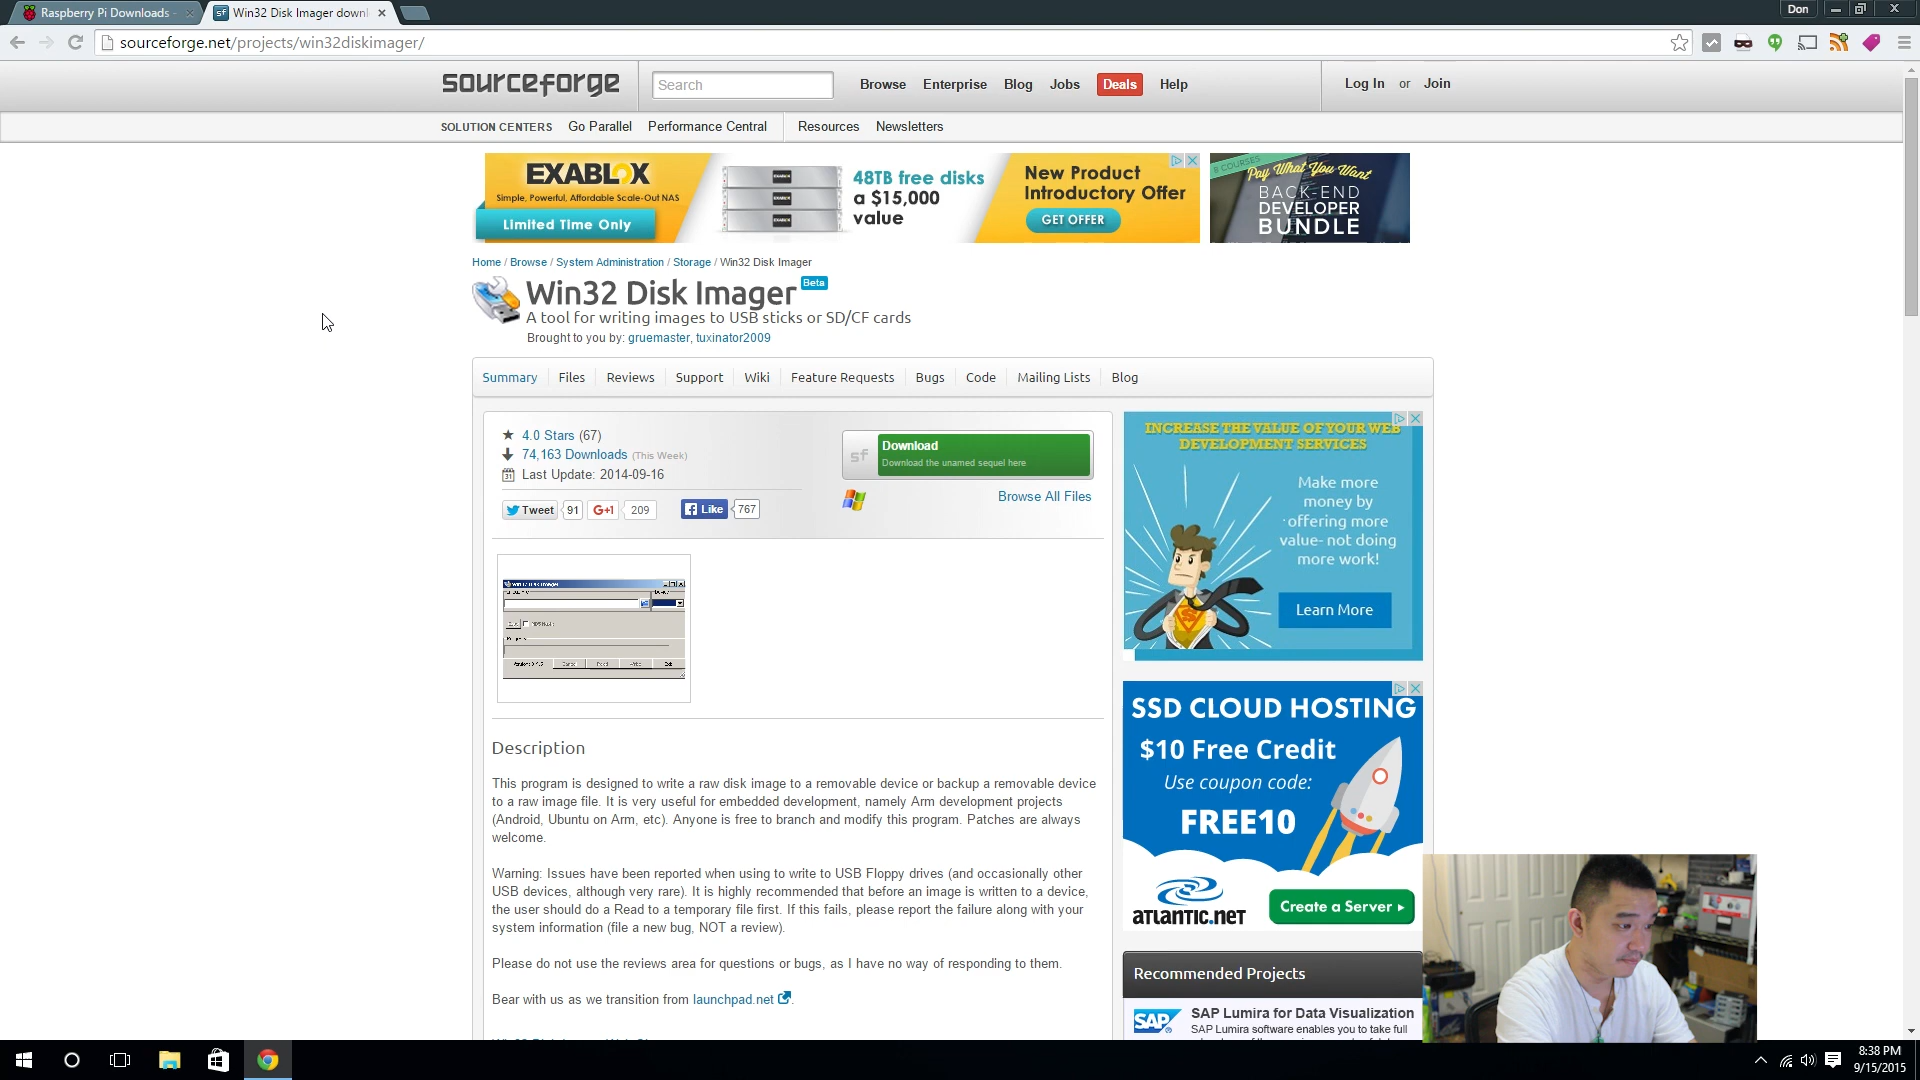 Raspberry Pi Downloads -
Win32 Disk Imager downl
Don
sourceforge.net/projects/win32diskimager/
sourceforge
Search
Browse
Enterprise
Blog
Jobs
Deals
Help
Log In or Join
SOLUTION CENTERS
Go Parallel
Performance Central
Resources
Newsletters
EXABLOX
Simple, Powerful, Affordable Scale-Out NAS
Limited Time Only
48TB free disks
a $15,000
value
New Product
Introductory Offer
GET OFFER
8 COURSES
Pay What You Want
BACK-END
DEVELOPER
BUNDLE
Home / Browse / System Administration / Storage / Win32 Disk Imager
Win32 Disk Imager Beta
A tool for writing images to USB sticks or SD/CF cards
Brought to you by: gruemaster, tuxinator2009
Summary
Files
Reviews
Support
Wiki
Feature Requests
Bugs
Code
Mailing Lists
Blog
4.0 Stars (67)
74,163 Downloads (This Week)
Last Update: 2014-09-16
Tweet
91
G+1
209
Like
767
sf
Download
Download the unamed sequel here
Browse All Files
INCREASE THE VALUE OF YOUR WEB
DEVELOPMENT SERVICES
Make more
money by
offering more
value- not doing
more work!
Learn More
Description
This program is designed to write a raw disk image to a removable device or backup a removable device
to a raw image file. It is very useful for embedded development, namely Arm development projects
(Android, Ubuntu on Arm, etc). Anyone is free to branch and modify this program. Patches are always
welcome.
Warning: Issues have been reported when using to write to USB Floppy drives (and occasionally other
USB devices, although very rare). It is highly recommended that before an image is written to a device,
the user should do a Read to a temporary file first. If this fails, please report the failure along with your
system information (file a new bug, NOT a review).
Please do not use the reviews area for questions or bugs, as I have no way of responding to them.
Bear with us as we transition from launchpad.net.
SSD CLOUD HOSTING
$10 Free Credit
Use coupon code:
FREE10
ATLANTIC.NET
Create a Server
Recommended Projects
SAP
SAP Lumira for Data Visualization
SAP Lumira software enables you to take full
8:38 PM
9/15/2015